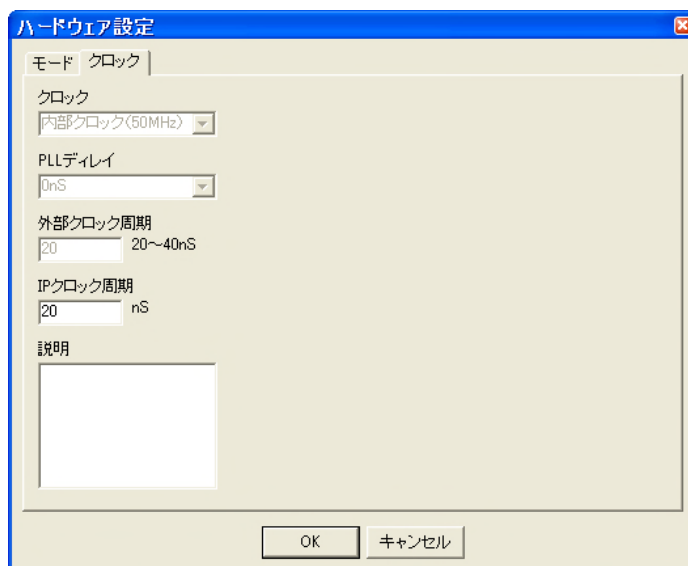 ハードウェア設定
モード クロック
クロック
内部クロック(50MHz)
PLLディレイ
0nS
外部クロック周期
20 20～40nS
IPクロック周期
20 nS
説明
OK キャンセル